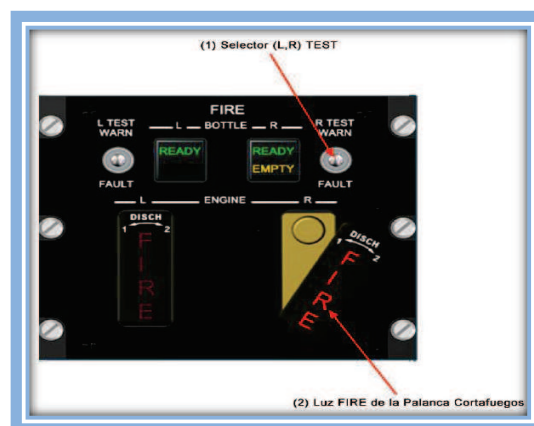 (1) Selector (L,R) TEST
FIRE
L TEST WARN
L BOTTLE R
R TEST WARN
READY
READY
EMPTY
FAULT
FAULT
L ENGINE R
DISCH
1 2
FIRE
DISCH
1 2
FIRE
(2) Luz FIRE de la Palanca Cortafuegos